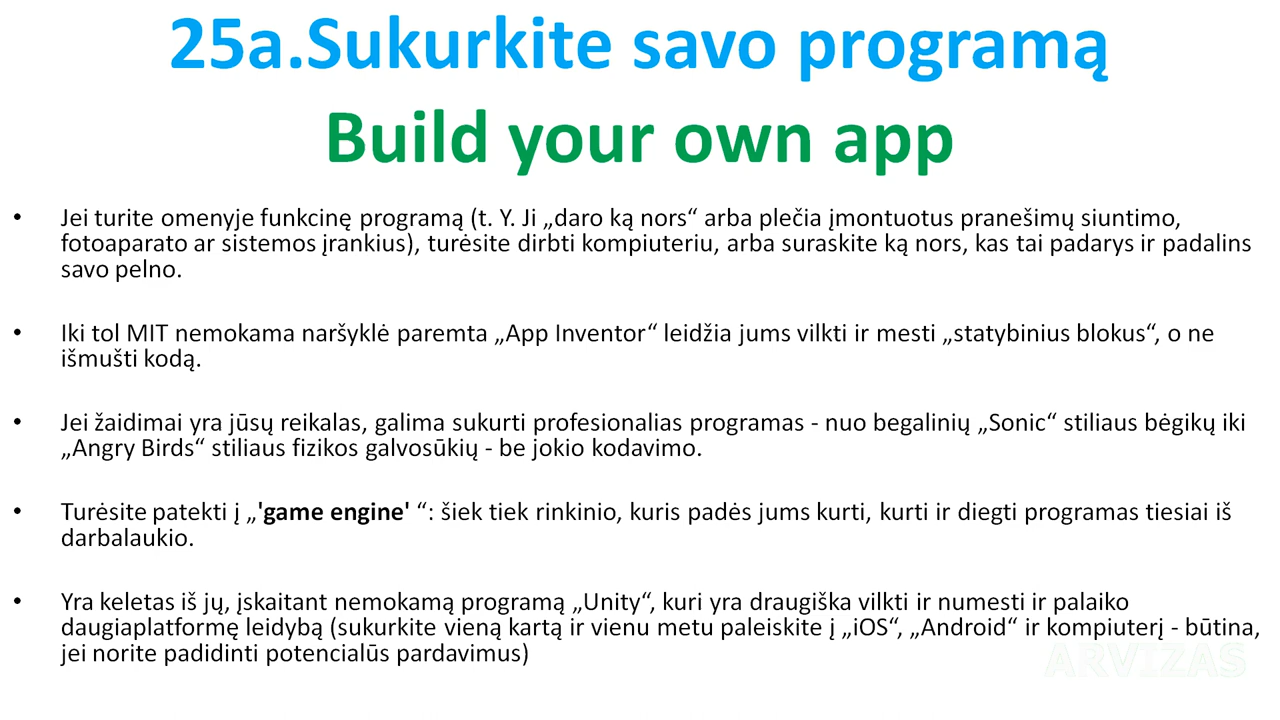 25a.Sukurkite savo programą
Build your own app
• Jei turite omenyje funkcinę programą (t. Y. Ji „daro ką nors“ arba plečia įmontuotus pranešimų siuntimo,
fotoaparato ar sistemos įrankius), turėsite dirbti kompiuteriu, arba suraskite ką nors, kas tai padarys ir padalins
savo pelno.
• Iki tol MIT nemokama naršyklė paremta „App Inventor“ leidžia jums vilkti ir mesti „statybinius blokus“, o ne
išmušti kodą.
• Jei žaidimai yra jūsų reikalas, galima sukurti profesionalias programas - nuo begalinių „Sonic“ stiliaus bėgikų iki
„Angry Birds“ stiliaus fizikos galvosūkių - be jokio kodavimo.
• Turėsite patekti į „'game engine' “: šiek tiek rinkinio, kuris padės jums kurti, kurti ir diegti programas tiesiai iš
darbalaukio.
• Yra keletas iš jų, įskaitant nemokamą programą „Unity“, kuri yra draugiška vilkti ir numesti ir palaiko
daugiaplatformę leidybą (sukurkite vieną kartą ir vienu metu paleiskite į „iOS“, „Android“ ir kompiuterį - būtina,
jei norite padidinti potencialūs pardavimus)
ARVIZAS